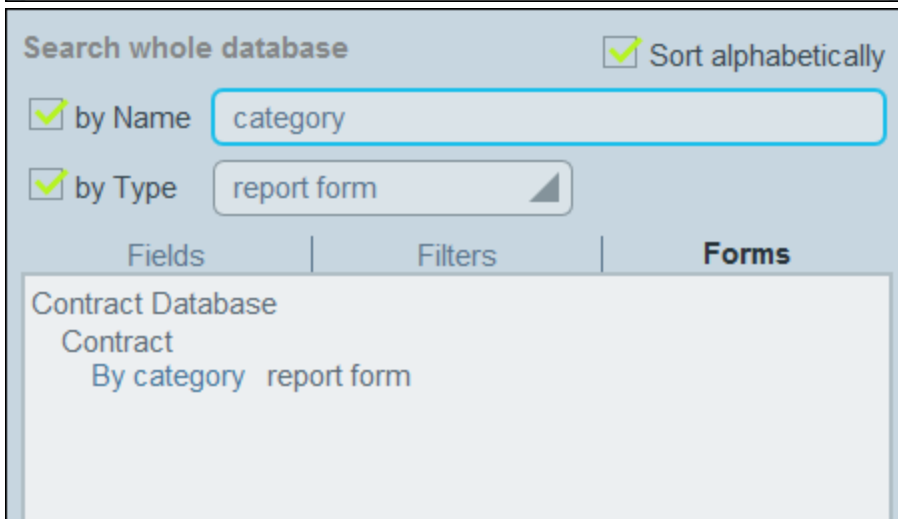 Search whole database Sort alphabetically
by Name category
by Type report form
Fields Filters Forms
Contract Database
Contract
By category report form